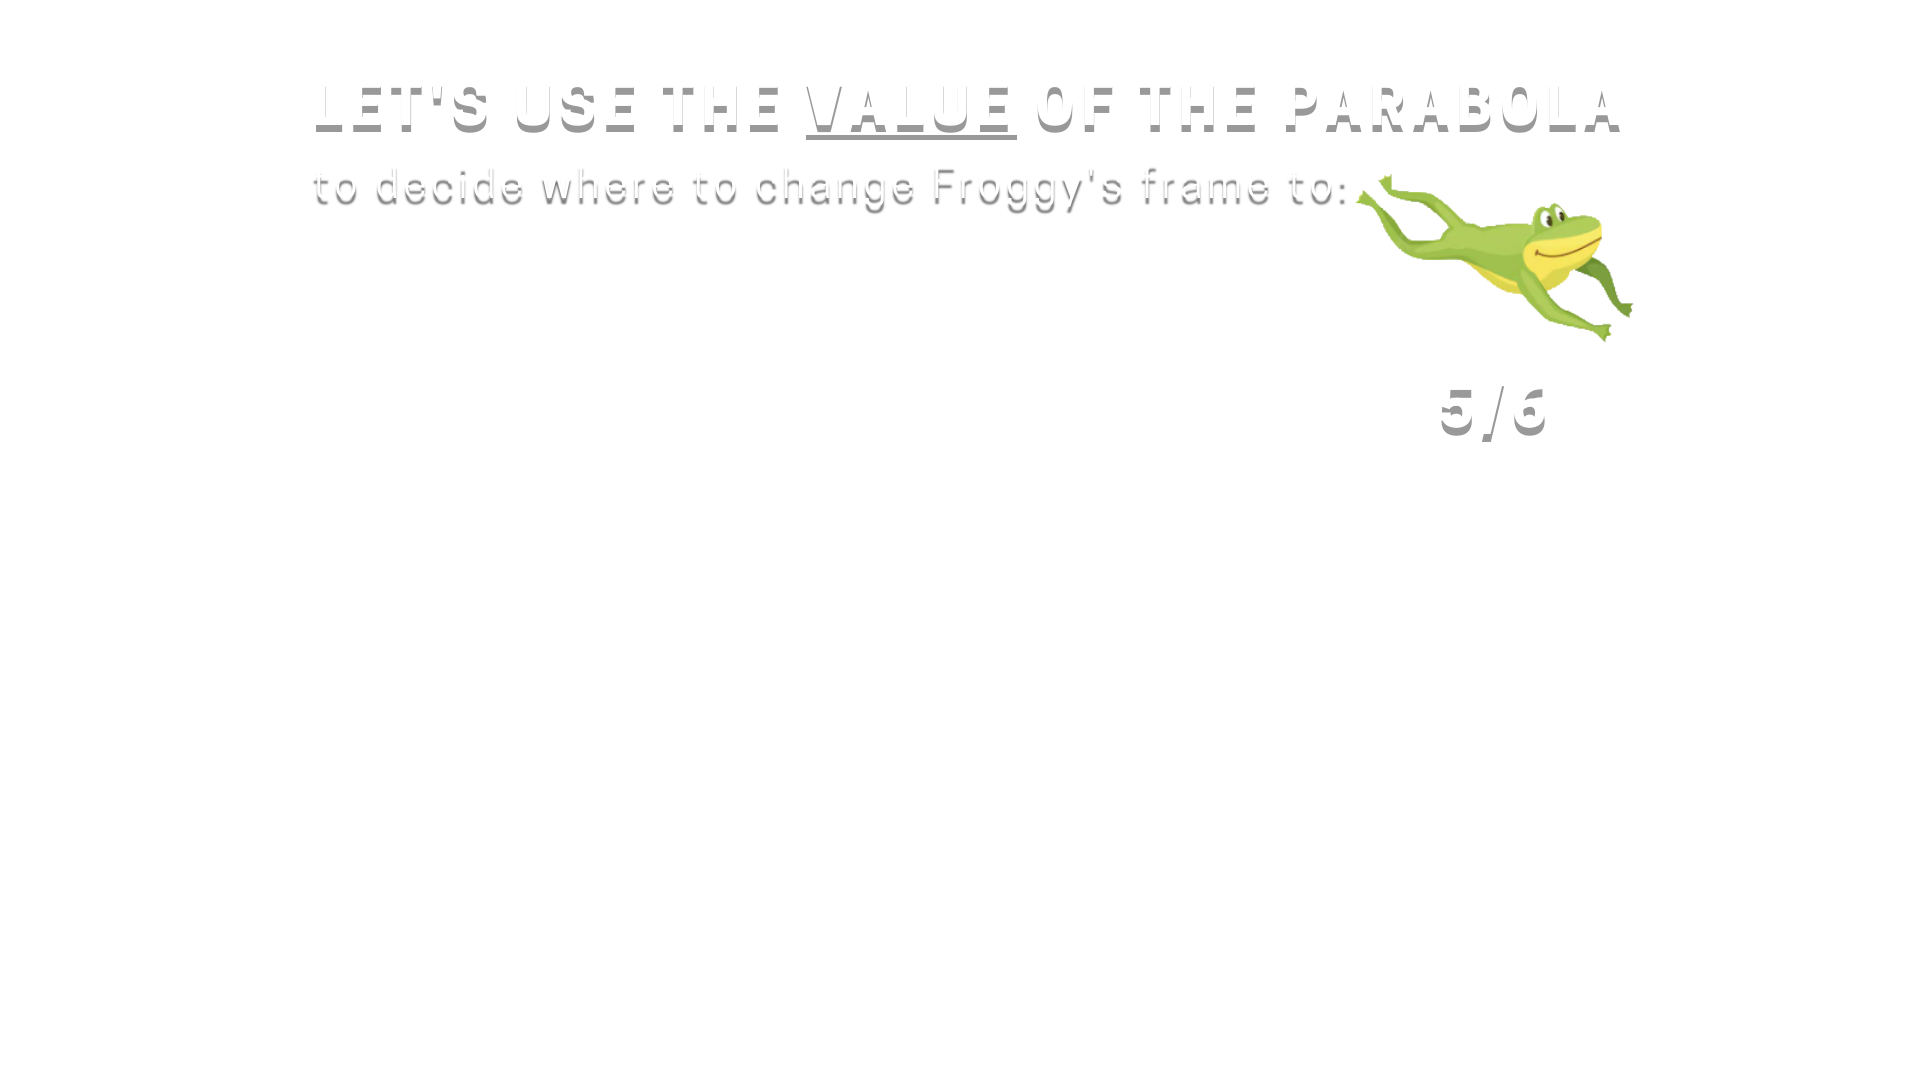 LET'S USE THE VALUE OF THE PARABOLA
to decide where to change Froggy's frame to:
5/6